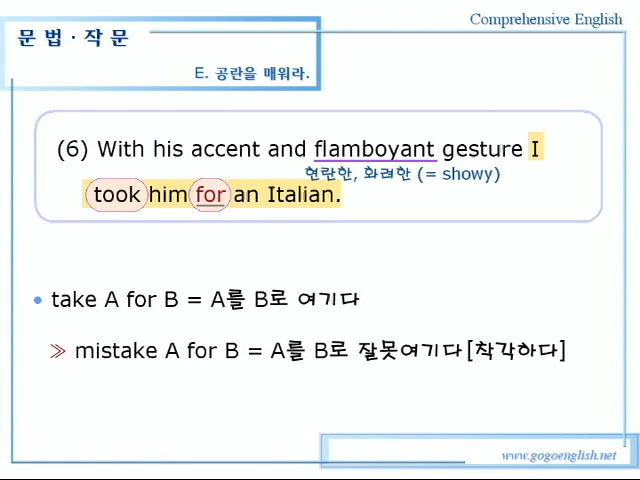 Comprehensive English
문 법 · 작 문
E. 공란을 매워라.
(6) With his accent and flamboyant gesture I
현란한, 화려한 (= showy)
took him for an Italian.
• take A for B = A를 B로 여기다
≫ mistake A for B = A를 B로 잘못여기다[착각하다]
www.gogoenglish.net